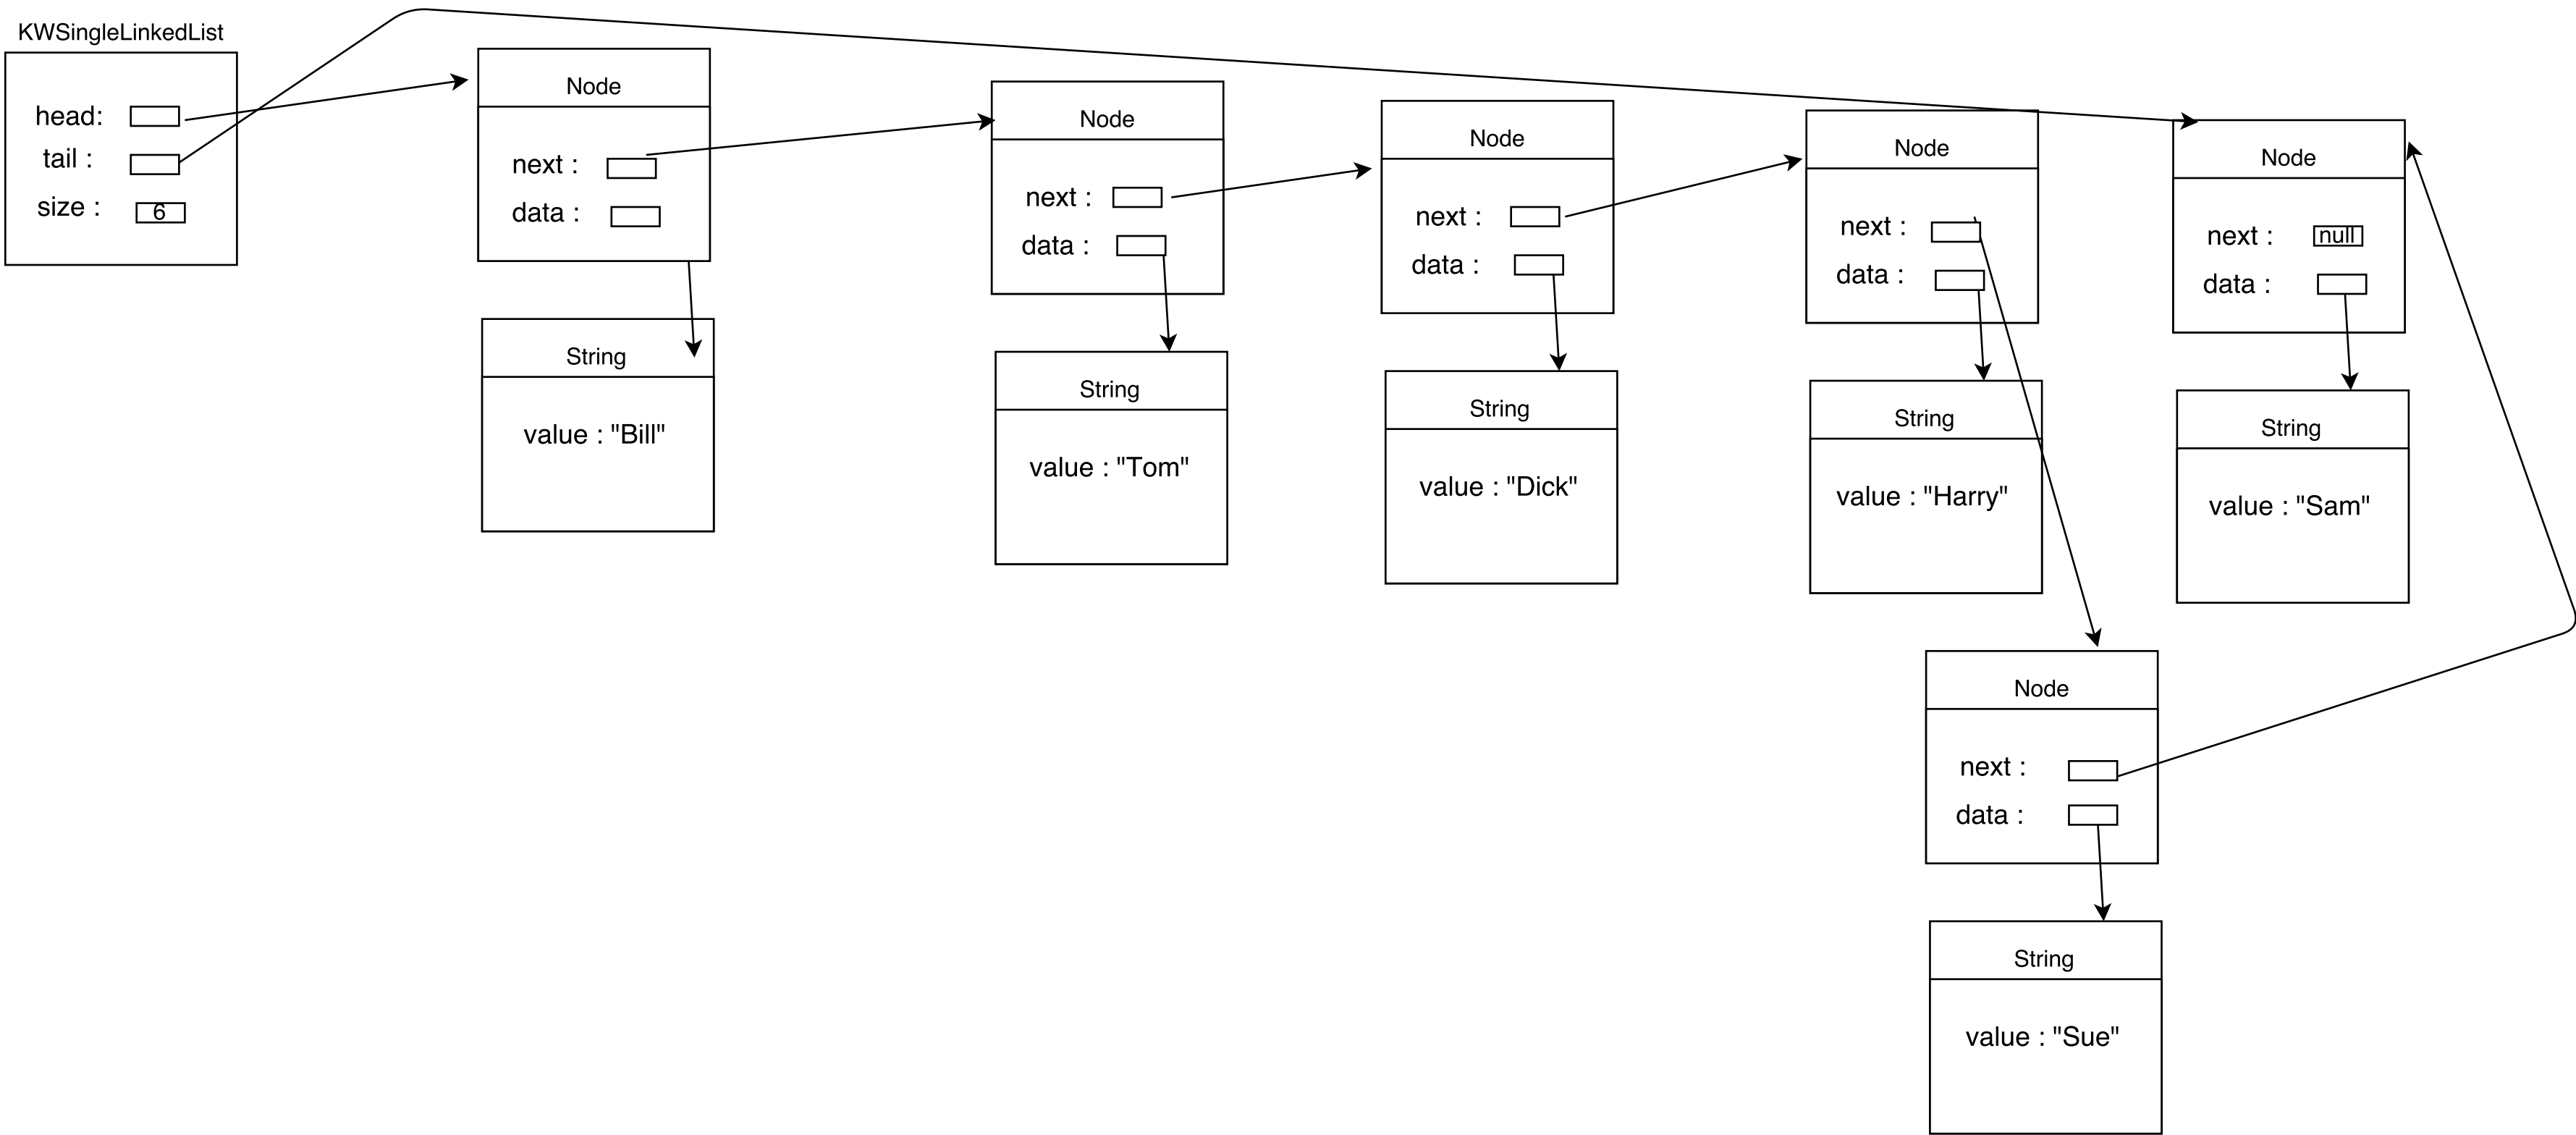 KWSingleLinkedList
head:
tail :
size : 6
Node
next :
data :
String
value : "Bill"
Node
next :
data :
String
value : "Tom"
Node
next :
data :
String
value : "Dick"
Node
next :
data :
String
value : "Harry"
Node
next : null
data :
String
value : "Sam"
Node
next :
data :
String
value : "Sue"